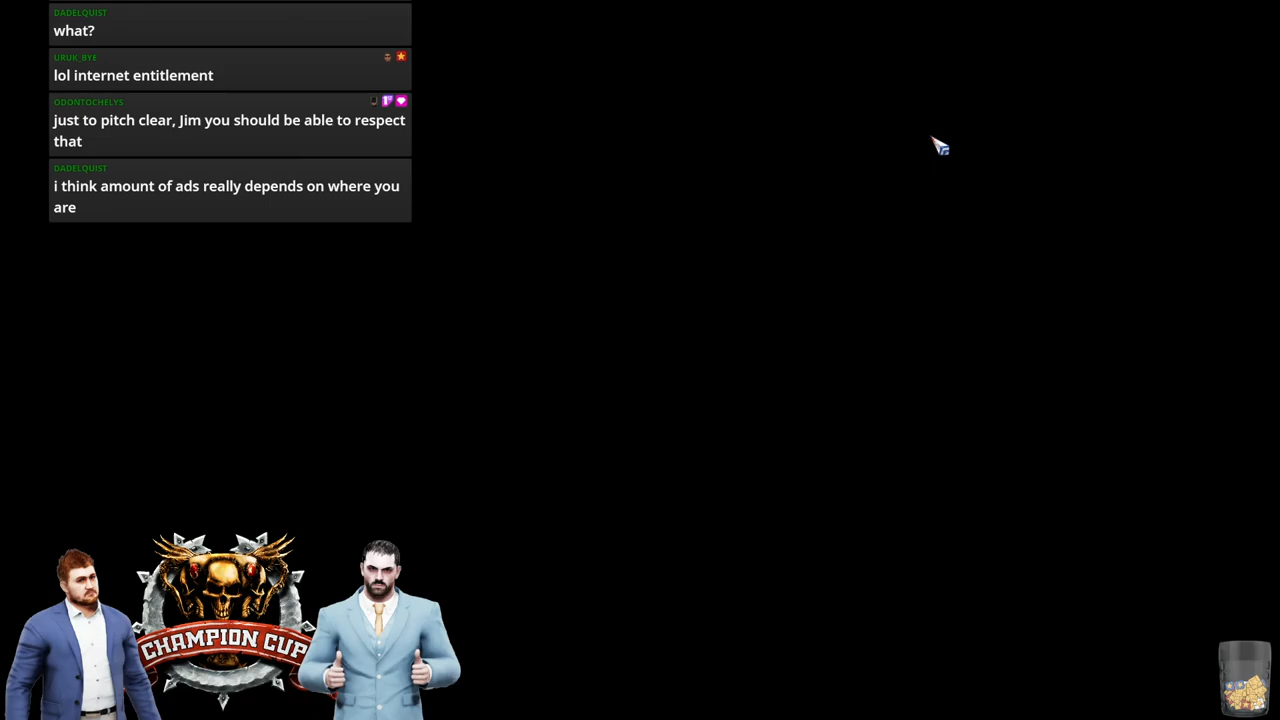 DADELQUIST
what?
URUK_BYE
lol internet entitlement
ODONTOCHELYS
just to pitch clear, Jim you should be able to respect
that
DADELQUIST
i think amount of ads really depends on where you
are
CHAMPION CUP